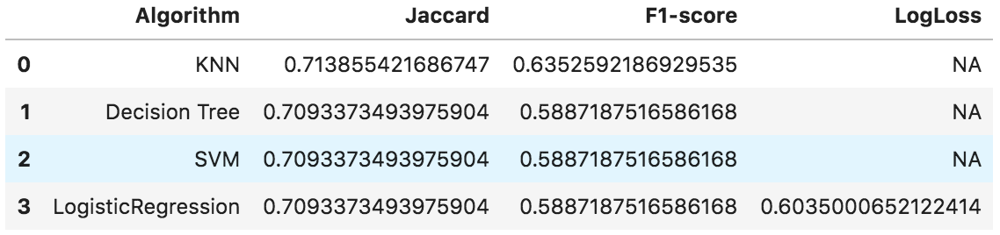 Algorithm Jaccard F1-score LogLoss
0 KNN 0.713855421686747 0.6352592186929535 NA
1 Decision Tree 0.7093373493975904 0.5887187516586168 NA
2 SVM 0.7093373493975904 0.5887187516586168 NA
3 LogisticRegression 0.7093373493975904 0.5887187516586168 0.6035000652122414